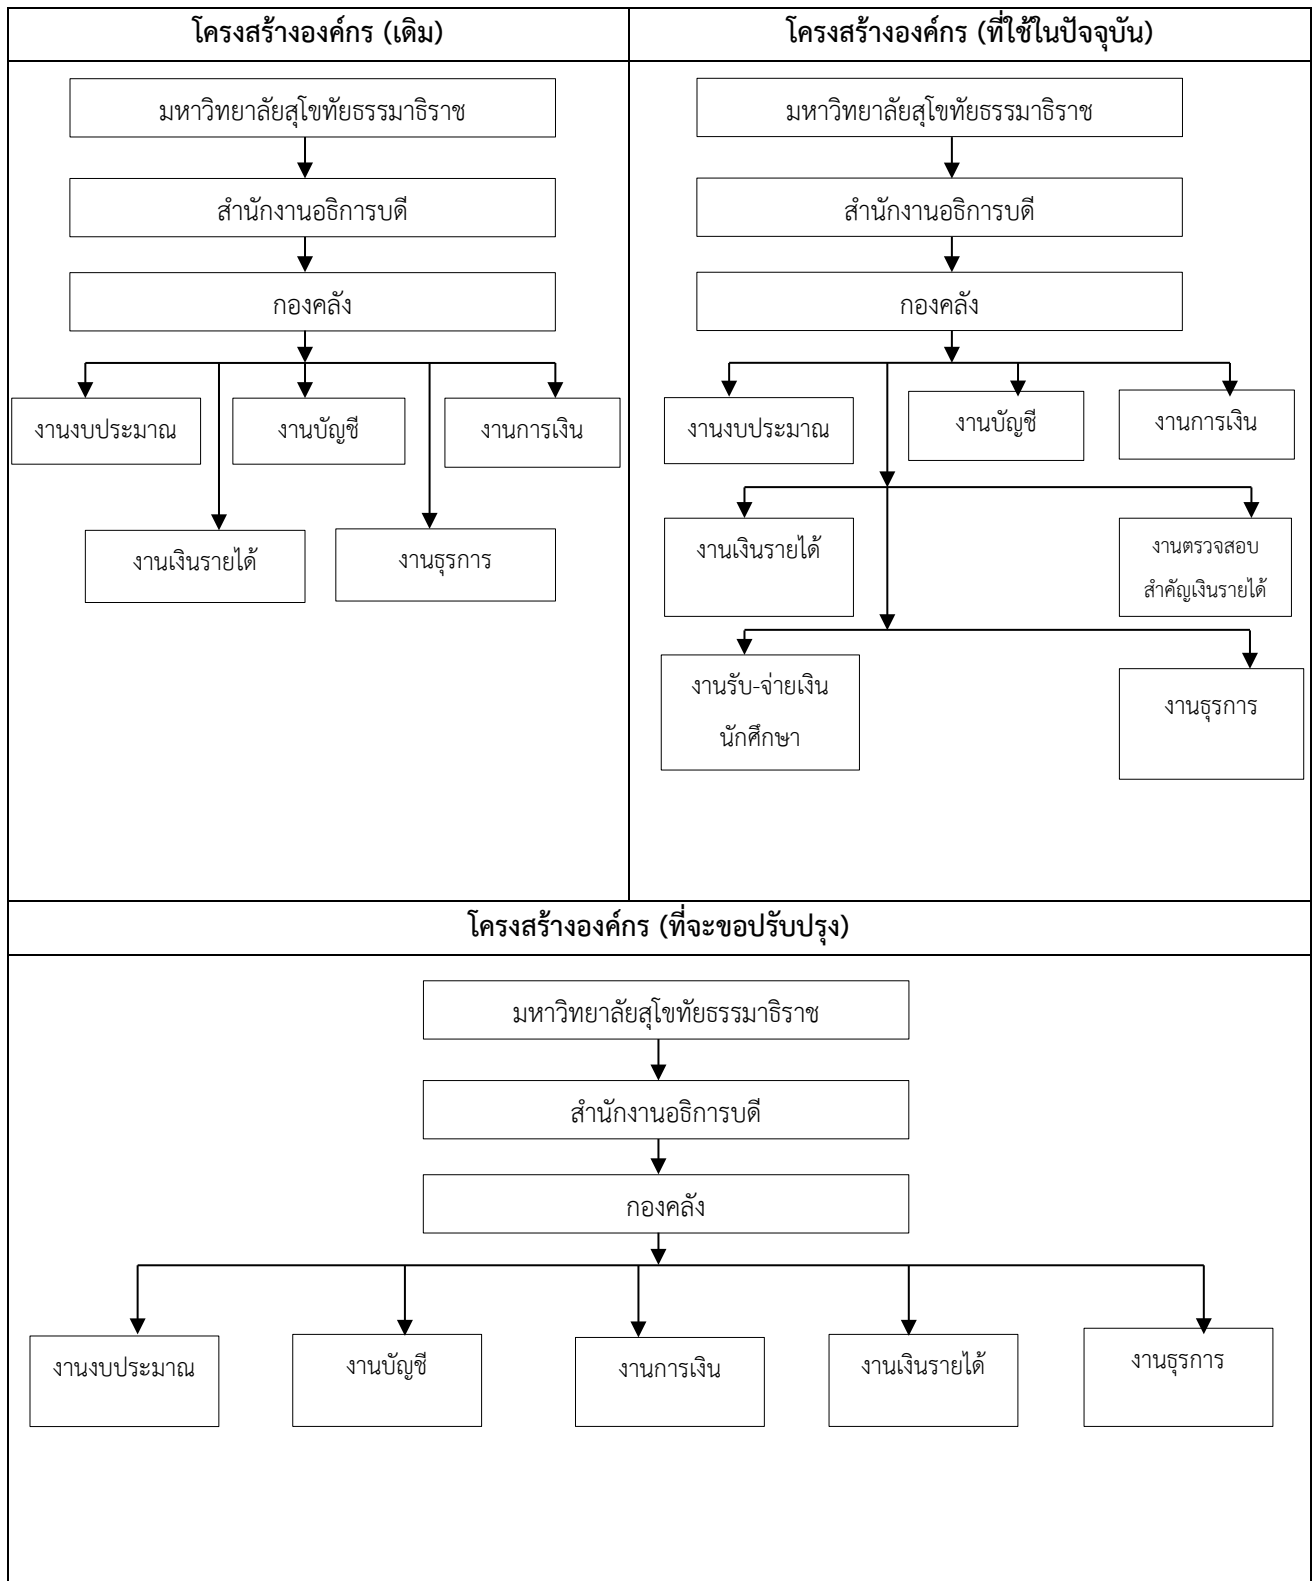 โครงสร้างองค์กร (เดิม)
มหาวิทยาลัยสุโขทัยธรรมาธิราช
สำนักงานอธิการบดี
กองคลัง
งานงบประมาณ
งานบัญชี
งานการเงิน
งานเงินรายได้
งานธุรการ
โครงสร้างองค์กร (ที่ใช้ในปัจจุบัน)
มหาวิทยาลัยสุโขทัยธรรมาธิราช
สำนักงานอธิการบดี
กองคลัง
งานงบประมาณ
งานบัญชี
งานการเงิน
งานเงินรายได้
งานตรวจสอบ
สำคัญเงินรายได้
งานรับ-จ่ายเงิน
นักศึกษา
งานธุรการ
โครงสร้างองค์กร (ที่จะขอปรับปรุง)
มหาวิทยาลัยสุโขทัยธรรมาธิราช
สำนักงานอธิการบดี
กองคลัง
งานงบประมาณ
งานบัญชี
งานการเงิน
งานเงินรายได้
งานธุรการ